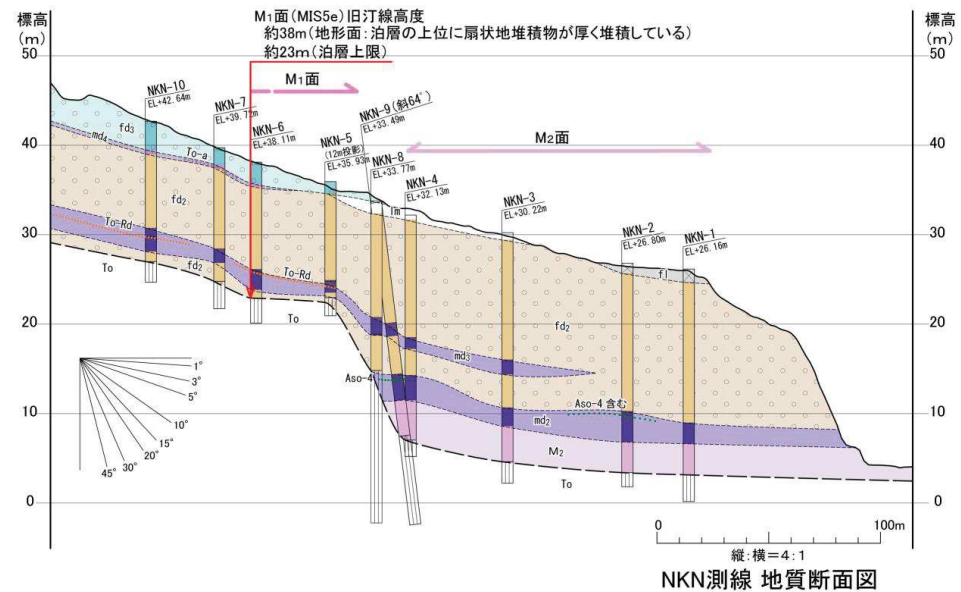 標高
(m)
M1面(MIS5e)旧汀線高度
約38m(地形面:泊層の上位に扇状地堆積物が厚く堆積している)
約23m(泊層上限)
標高
(m)
50
50
M1面
NKN-10
EL+42.64m
NKN-7
EL+39.72m
NKN-6
EL+38.11m
NKN-5
(12m投影)
EL+35.93m
NKN-9(斜64°)
EL+33.49m
NKN-8
EL+33.77m
NKN-4
EL+32.13m
M2面
NKN-3
EL+30.22m
NKN-2
EL+26.80m
NKN-1
EL+26.16m
40
40
md4
fd3
To-a
fd2
lm
30
30
To-Rd
To
fd2
To-Rd
To
fl
fd2
20
20
md3
Aso-4
Aso-4 含む
md2
M2
To
10
10
0
0
1°
3°
5°
10°
15°
20°
30°
45°
0
100m
縦:横=4:1
NKN測線 地質断面図